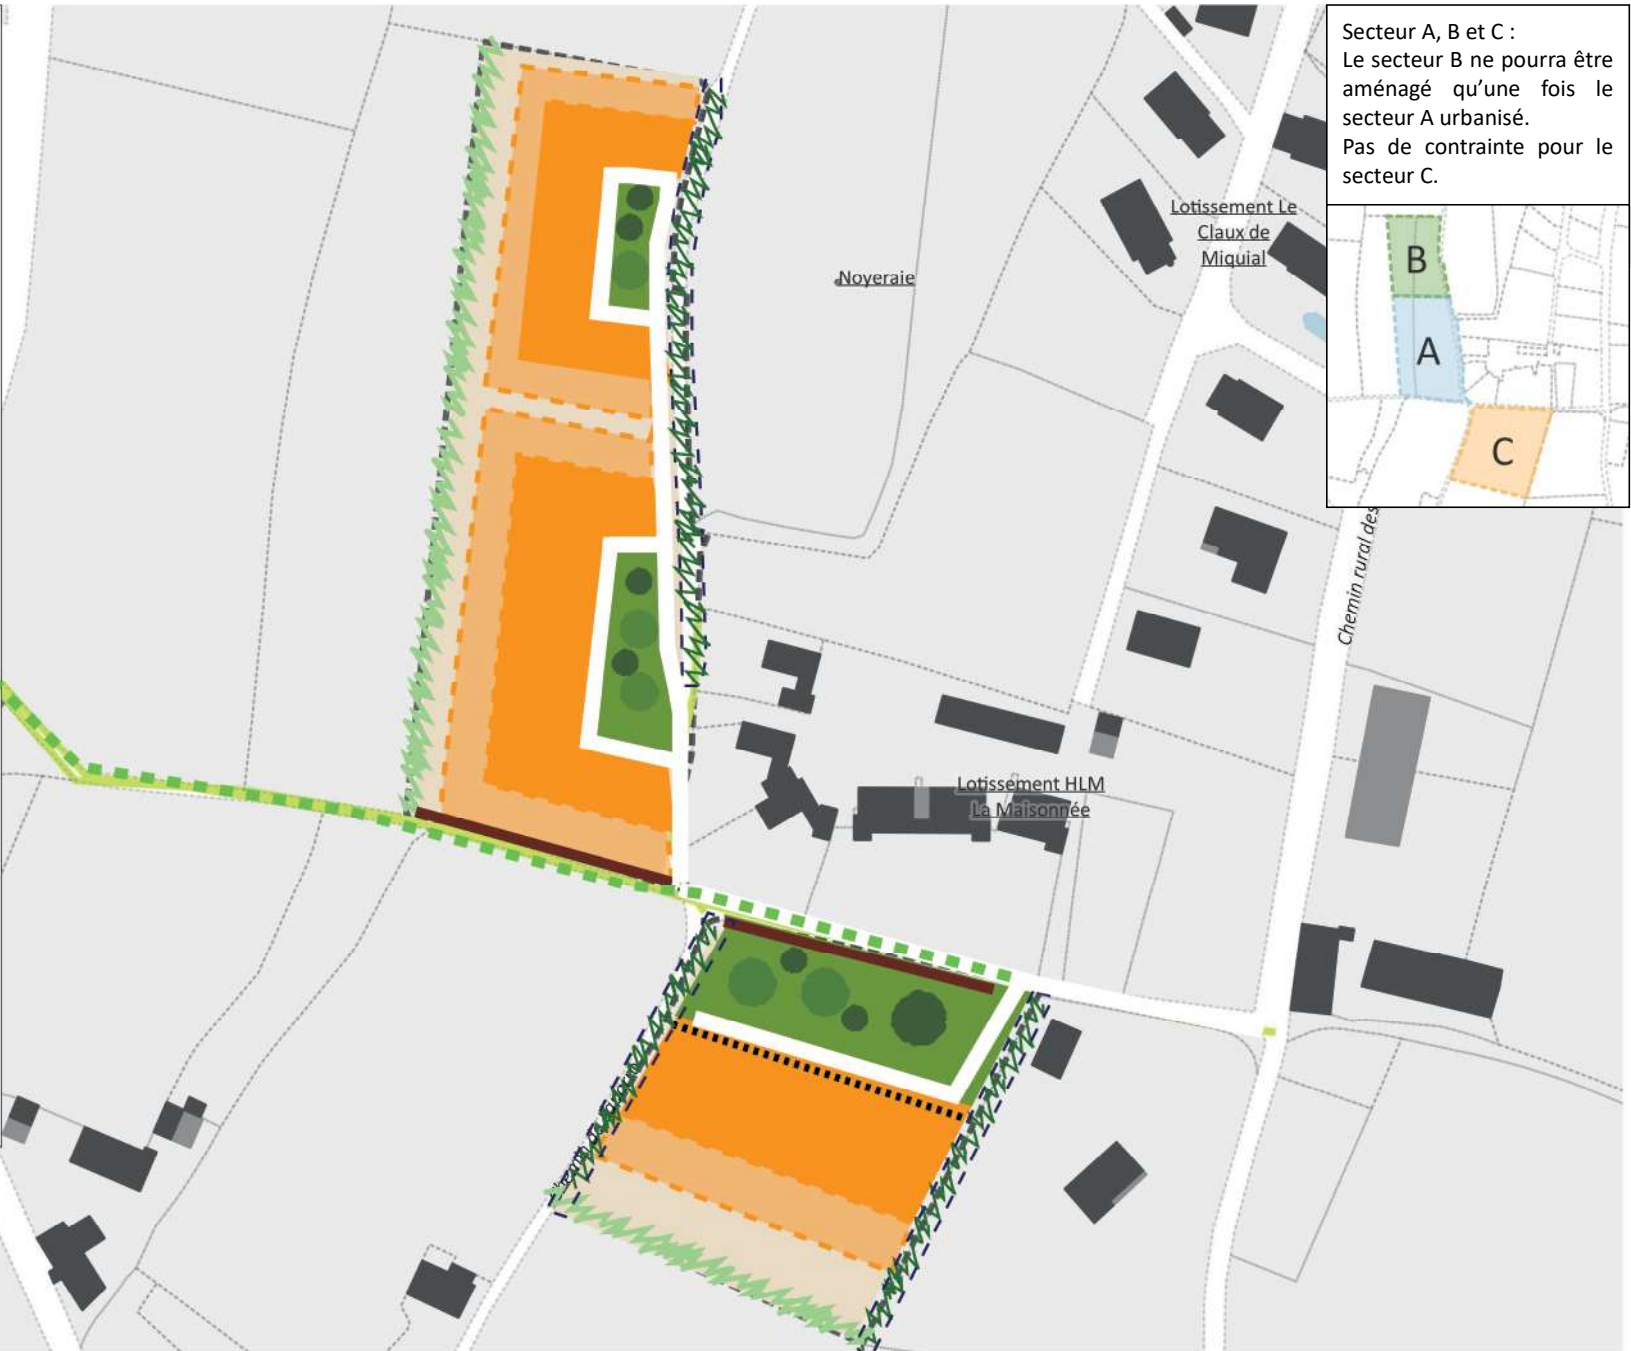 Secteur A, B et C :
Le secteur B ne pourra être
aménagé qu’une fois le
secteur A urbanisé.
Pas de contrainte pour le
secteur C.
B
A
C
Lotissement Le
Claux de
Miquial
Noyeraie
Chemin rural des
Lotissement HLM
La Maisonnée